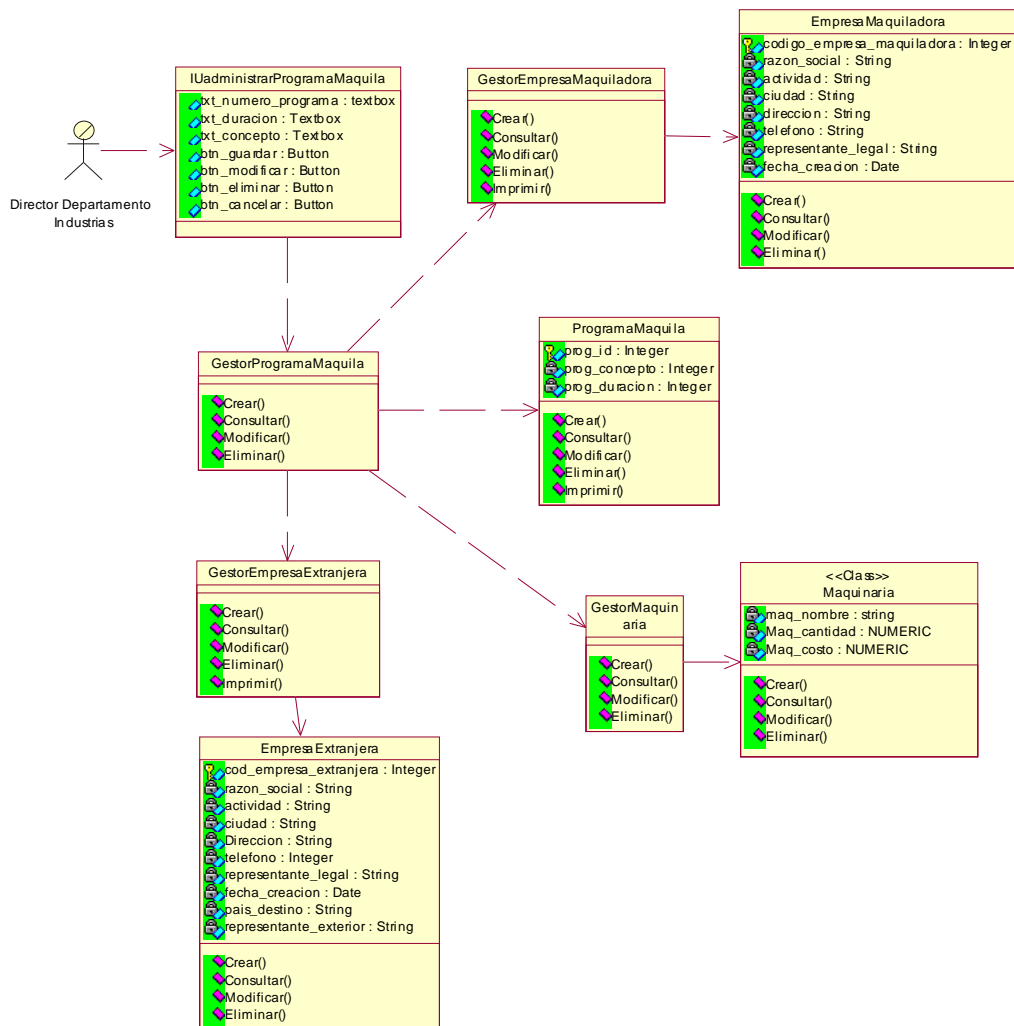 EmpresaMaquiladora
codigo_empresa_maquiladora : Integer
razon_social : String
actividad : String
ciudad : String
direccion : String
telefono : String
representante_legal : String
fecha_creacion : Date
Crear()
Consultar()
Modificar()
Eliminar()
GestorEmpresaMaquiladora
Crear()
Consultar()
Modificar()
Eliminar()
Imprimir()
IUadministrarProgramaMaquila
txt_numero_programa : textbox
txt_duracion : Textbox
txt_concepto : Textbox
btn_guardar : Button
btn_modificar : Button
btn_eliminar : Button
btn_cancelar : Button
Director Departamento
Industrias
ProgramaMaquila
prog_id : Integer
prog_concepto : Integer
prog_duracion : Integer
Crear()
Consultar()
Modificar()
Eliminar()
Imprimir()
GestorProgramaMaquila
Crear()
Consultar()
Modificar()
Eliminar()
GestorEmpresaExtranjera
Crear()
Consultar()
Modificar()
Eliminar()
Imprimir()
GestorMaquin
aria
Crear()
Consultar()
Modificar()
Eliminar()
<<Class>>
Maquinaria
maq_nombre : string
Maq_cantidad : NUMERIC
Maq_costo : NUMERIC
Crear()
Consultar()
Modificar()
Eliminar()
EmpresaExtranjera
cod_empresa_extranjera : Integer
razon_social : String
actividad : String
ciudad : String
Direccion : String
telefono : Integer
representante_legal : String
fecha_creacion : Date
pais_destino : String
representante_exterior : String
Crear()
Consultar()
Modificar()
Eliminar()